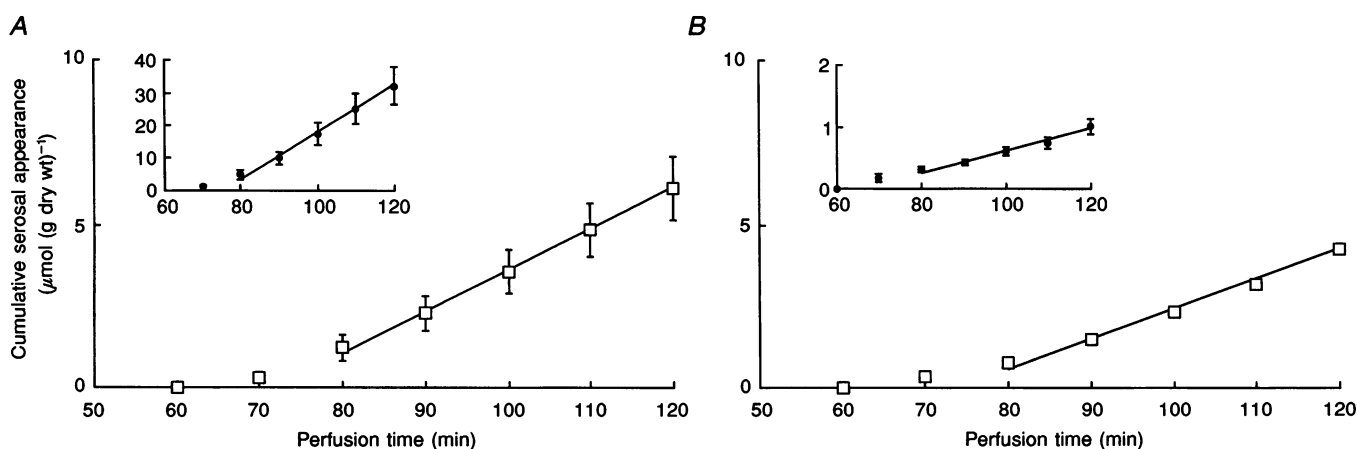 A
B
Cumulative serosal appearance
(μmol (g dry wt)⁻¹)
10
5
0
50 60 70 80 90 100 110 120
Perfusion time (min)
40
30
20
10
0
60 80 100 120
10
5
0
50 60 70 80 90 100 110 120
Perfusion time (min)
2
1
0
60 80 100 120